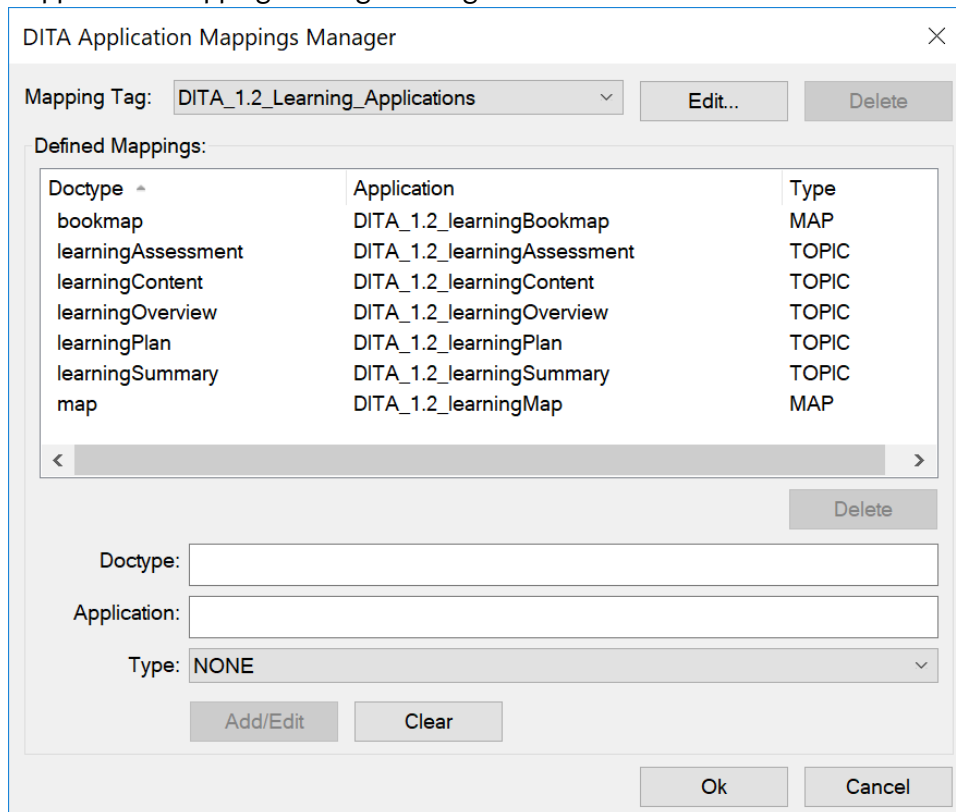 DITA Application Mappings Manager
Mapping Tag: DITA_1.2_Learning_Applications Edit... Delete
Defined Mappings:
Doctype Application Type
bookmap DITA_1.2_learningBookmap MAP
learningAssessment DITA_1.2_learningAssessment TOPIC
learningContent DITA_1.2_learningContent TOPIC
learningOverview DITA_1.2_learningOverview TOPIC
learningPlan DITA_1.2_learningPlan TOPIC
learningSummary DITA_1.2_learningSummary TOPIC
map DITA_1.2_learningMap MAP
Delete
Doctype:
Application:
Type: NONE
Add/Edit Clear
Ok Cancel